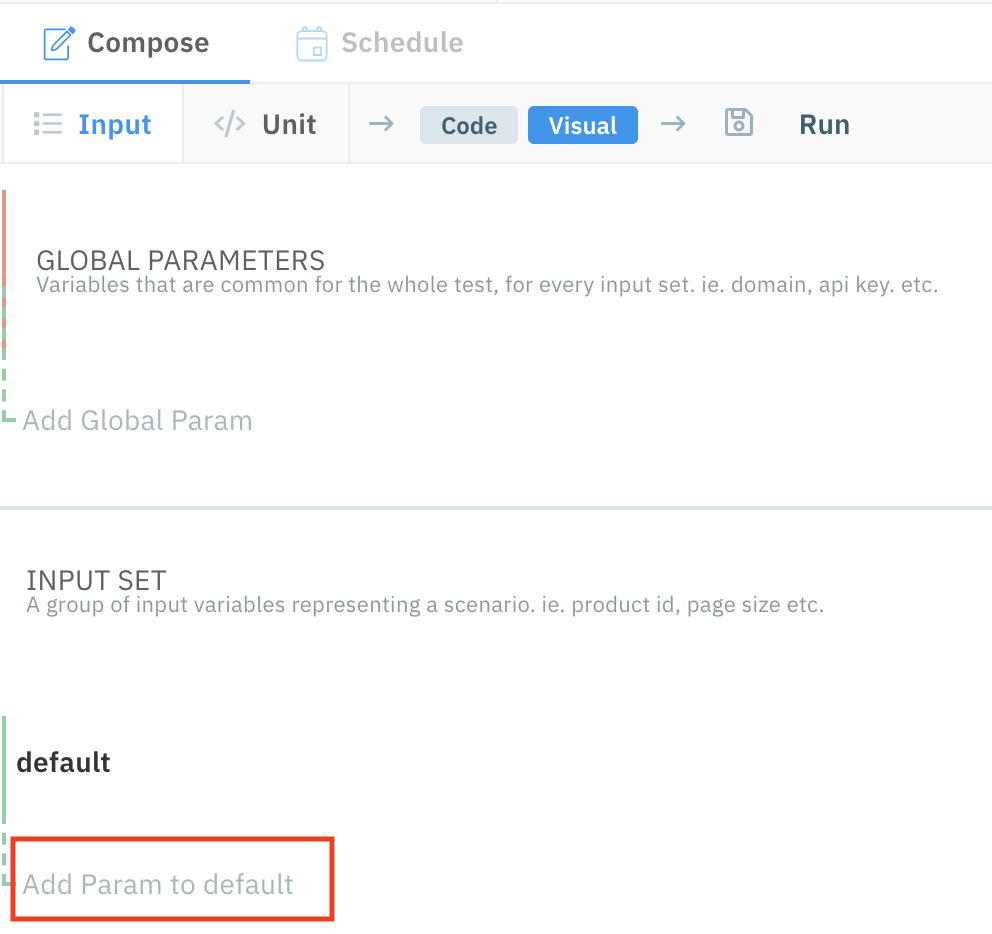 Compose
Schedule
Input
</> Unit
Code
Visual
Run
GLOBAL PARAMETERS
Variables that are common for the whole test, for every input set. ie. domain, api key. etc.
Add Global Param
INPUT SET
A group of input variables representing a scenario. ie. product id, page size etc.
default
Add Param to default